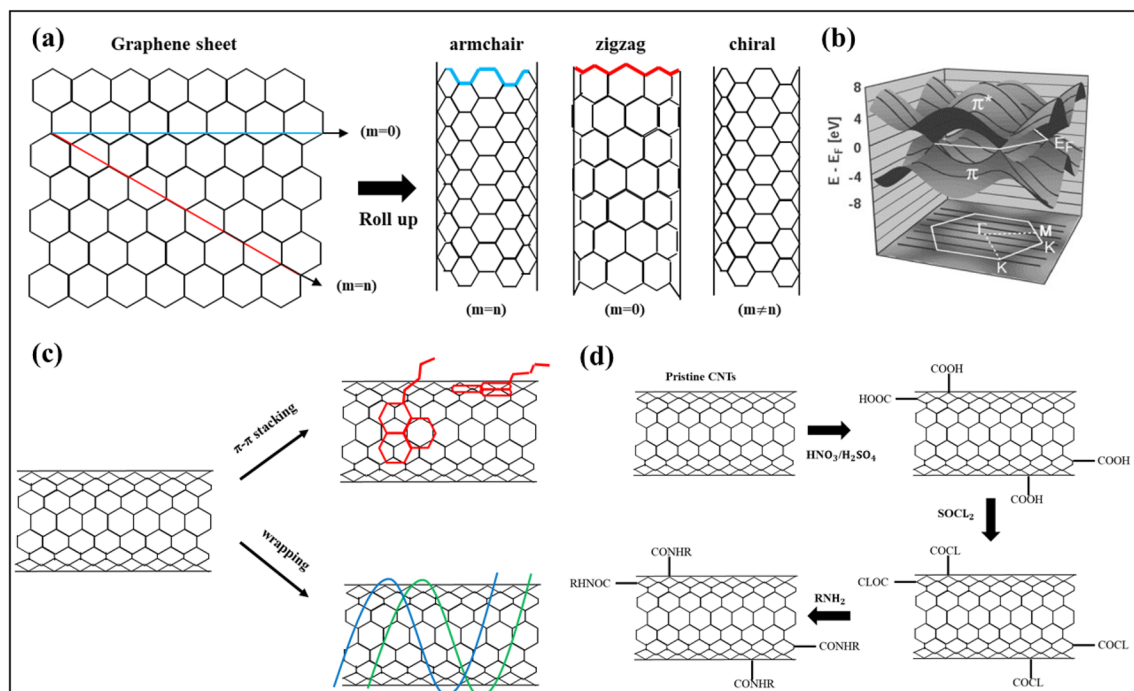 (a)
Graphene sheet
armchair
zigzag
chiral
(m=0)
Roll up
(m=n)
(m=n)
(m=0)
(m≠n)
(b)
8
4
0
-4
-8
E - E_F [eV]
π*
E_F
π
Γ
M
K
K
(c)
π-π stacking
wrapping
(d)
Pristine CNTs
HNO₃/H₂SO₄
COOH
HOOC
COOH
COOH
SOCL₂
COCL
CLOC
COCL
COCL
RNH₂
CONHR
RHNOC
CONHR
CONHR